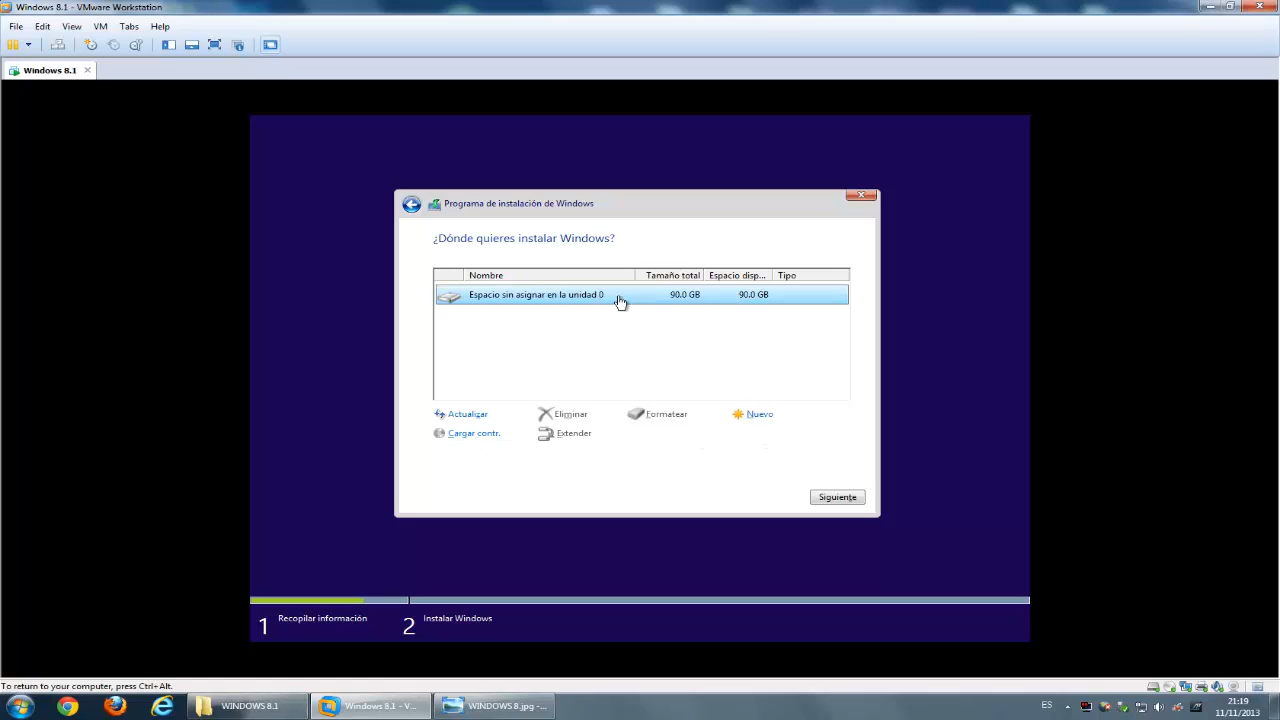 Windows 8.1 - VMware Workstation
File Edit View VM Tabs Help
Windows 8.1
Programa de instalación de Windows
¿Dónde quieres instalar Windows?
Nombre Tamaño total Espacio disp... Tipo
Espacio sin asignar en la unidad 0 90.0 GB 90.0 GB
Actualizar Eliminar Formatear Nuevo
Cargar contr. Extender
Siguiente
1 Recopilar información 2 Instalar Windows
To return to your computer, press Ctrl+Alt.
WINDOWS 8.1 Windows 8.1 - V... WINDOWS 8.jpg -... ES 21:19
11/11/2013